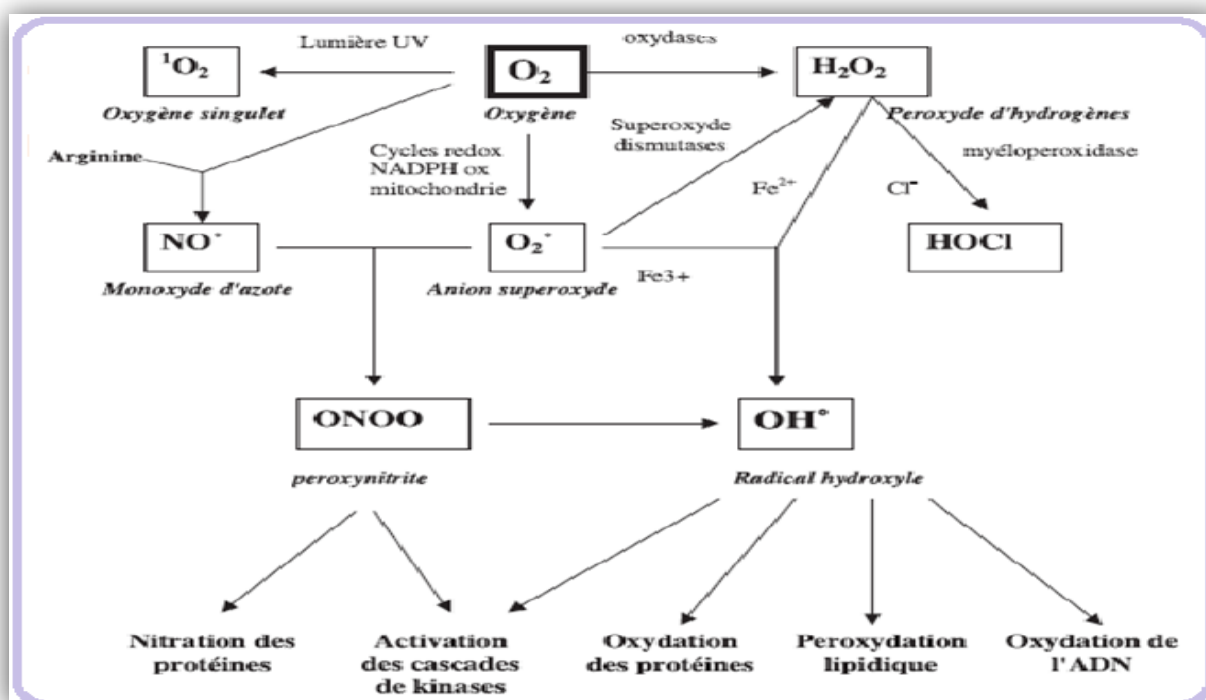 Lumière UV
oxydases
¹O₂
O₂
H₂O₂
Oxygène singulet
Oxygène
Peroxyde d'hydrogènes
Arginine
Cycles redox
NADPH ox
mitochondrie
Superoxyde
dismutases
myéloperoxidase
Fe²⁺
Cl⁻
NO˙
O₂˙
HOCl
Monoxyde d'azote
Anion superoxyde
Fe3+
ONOO
OH°
peroxynitrite
Radical hydroxyle
Nitration des
protéines
Activation
des cascades
de kinases
Oxydation
des protéines
Peroxydation
lipidique
Oxydation de
l'ADN